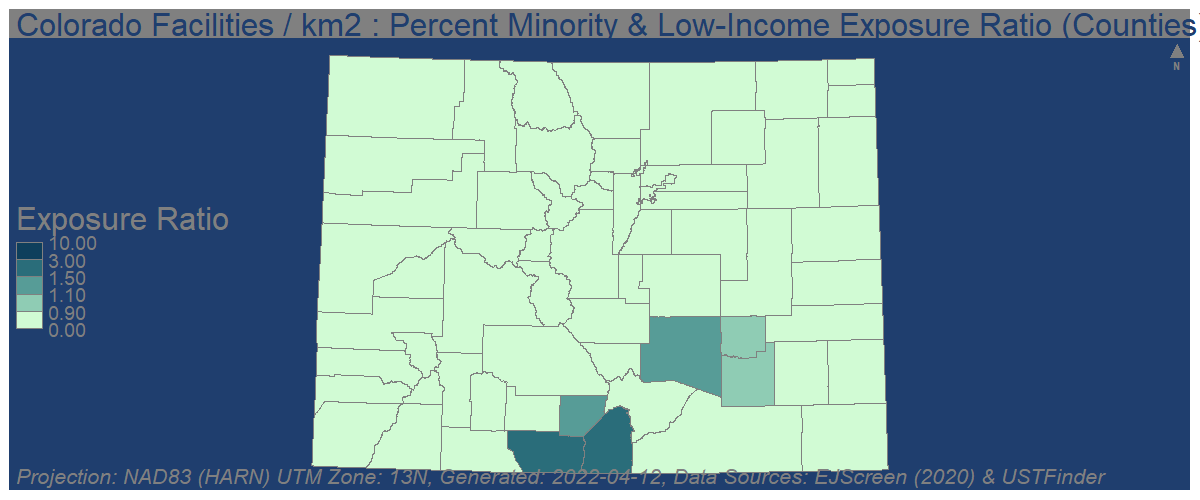 Colorado Facilities / km2 : Percent Minority & Low-Income Exposure Ratio (Counties)
N
Exposure Ratio
10.00
3.00
1.50
1.10
0.90
0.00
Projection: NAD83 (HARN) UTM Zone: 13N, Generated: 2022-04-12, Data Sources: EJScreen (2020) & USTFinder